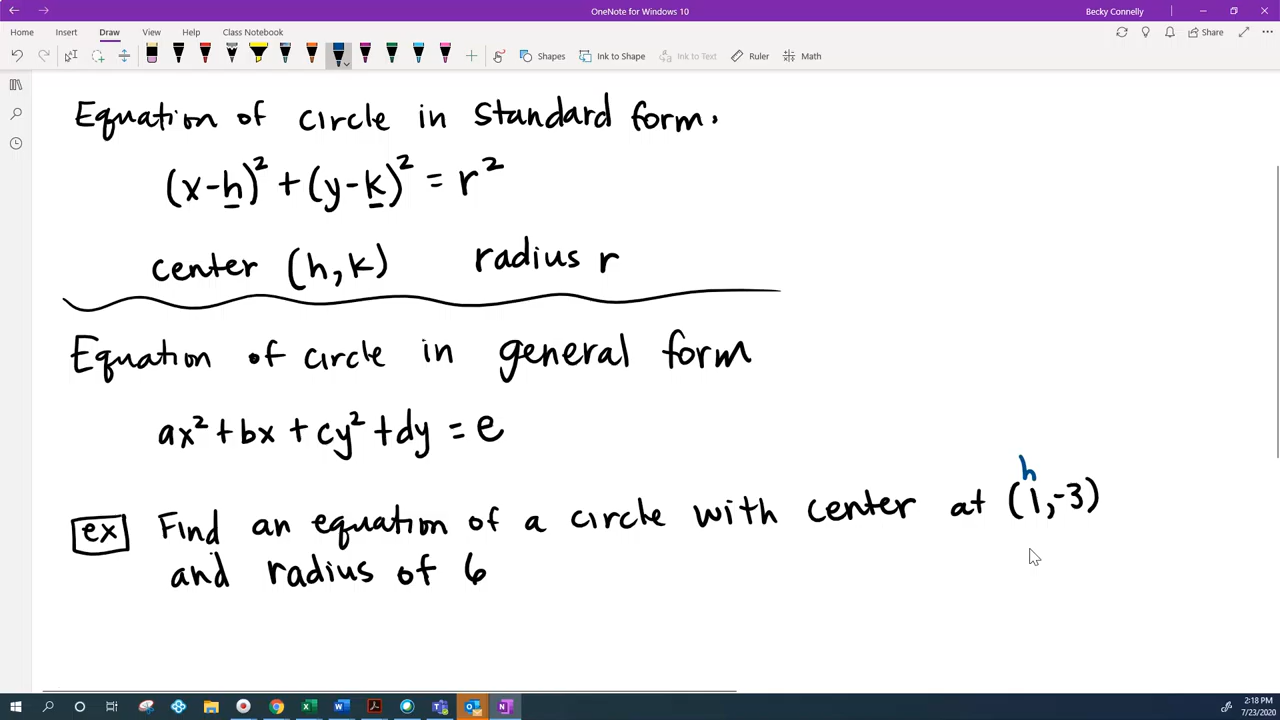 OneNote for Windows 10
Becky Connelly
Home Insert Draw View Help Class Notebook
Share
Shapes Ink to Shape Ink to Text Ruler Math
Equation of circle in standard form.
(x-h)² + (y-k)² = r²
center (h,k) radius r
Equation of circle in general form
ax² + bx + cy² + dy = e
h
ex Find an equation of a circle with center at (1,-3)
and radius of 6
2:18 PM
7/23/2020